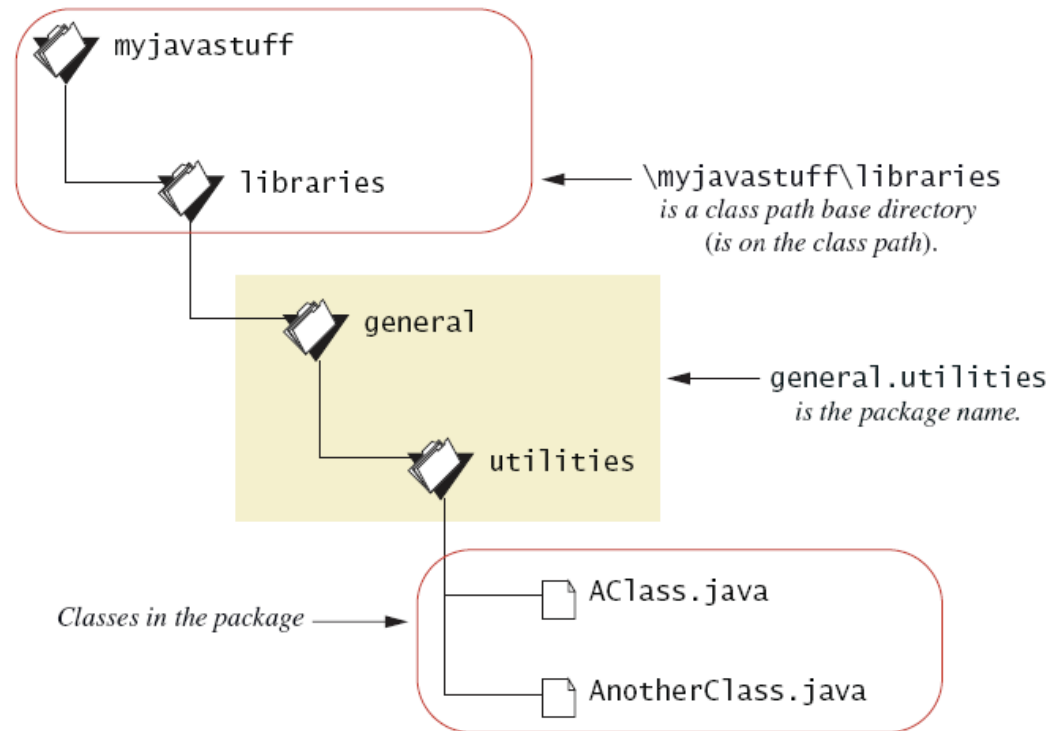 myjavastuff
libraries
\myjavastuff\libraries
is a class path base directory
(is on the class path).
general
general.utilities
is the package name.
utilities
AClass.java
Classes in the package
AnotherClass.java